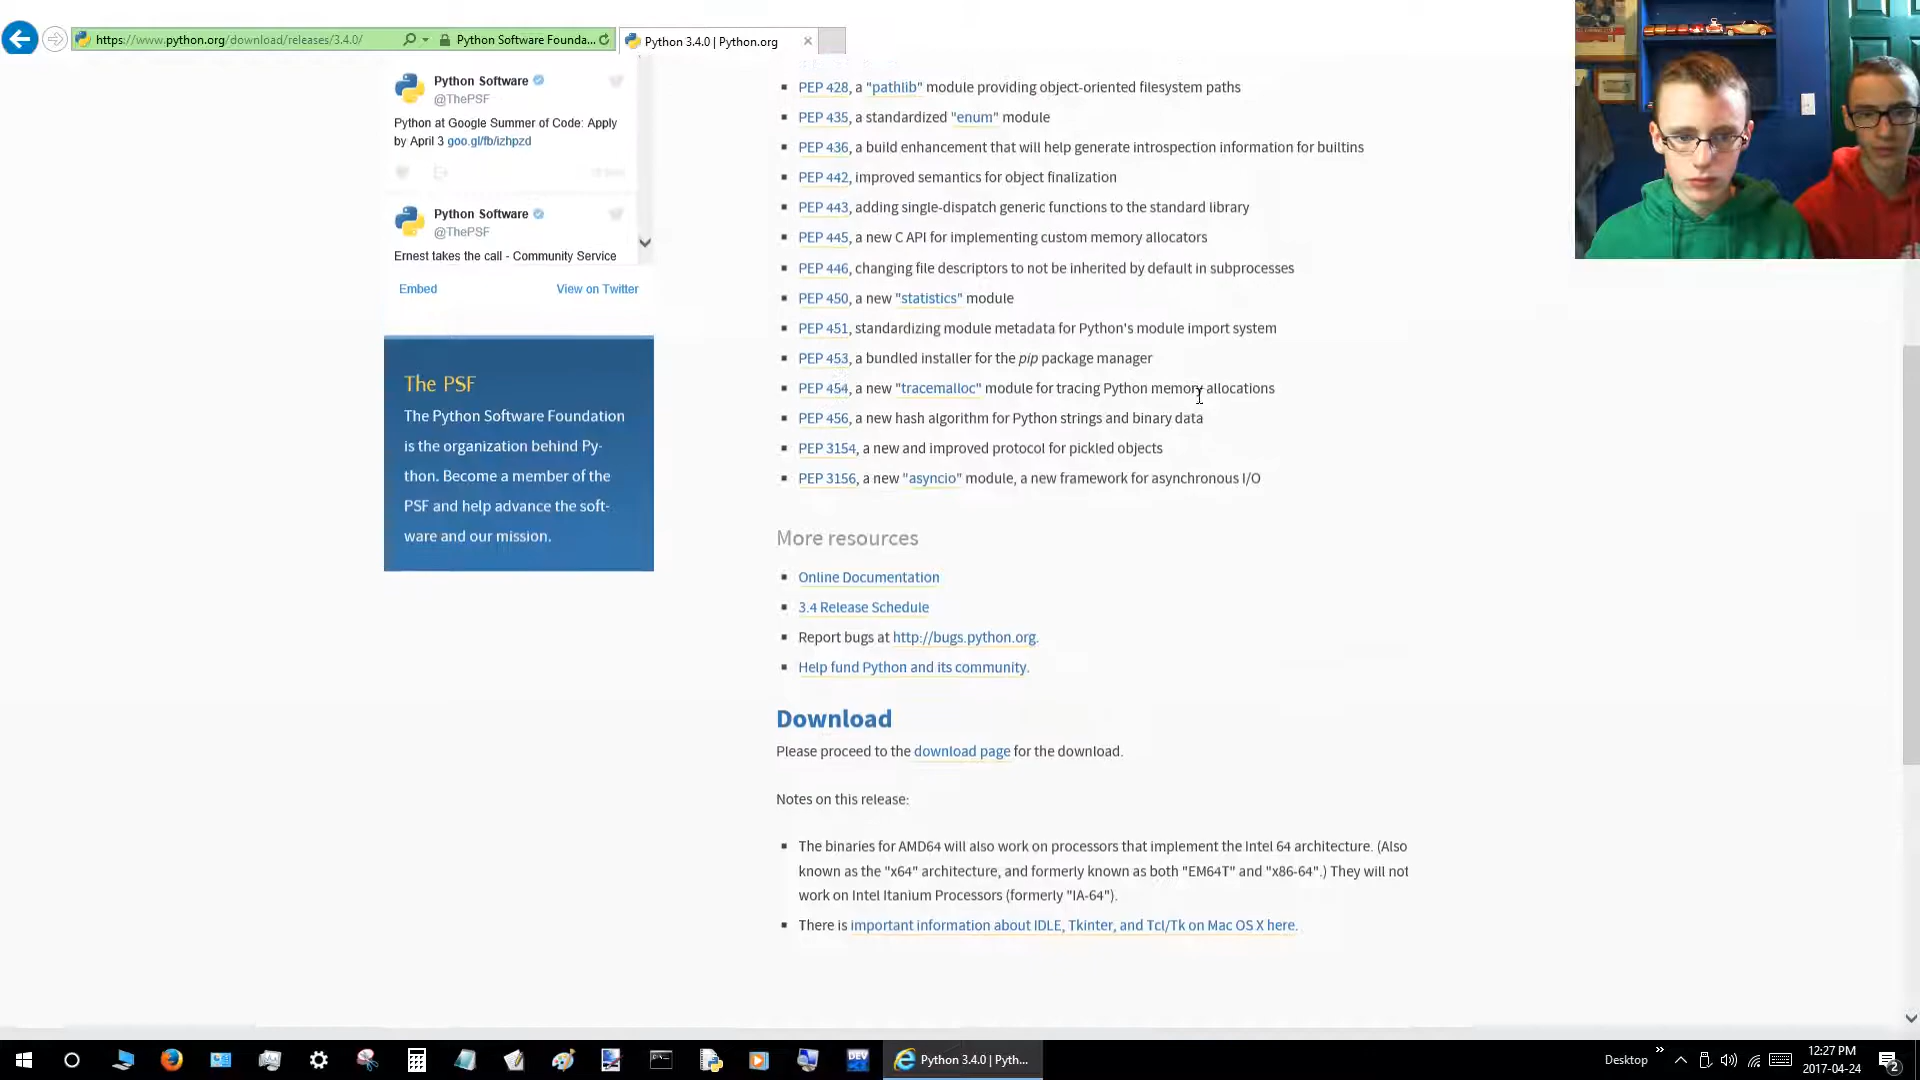 https://www.python.org/download/releases/3.4.0/
Python Software Founda...
Python 3.4.0 | Python.org
Python Software
@ThePSF
Python at Google Summer of Code: Apply
by April 3 goo.gl/fb/izhpzd
Python Software
@ThePSF
Ernest takes the call - Community Service
Embed
View on Twitter
The PSF
The Python Software Foundation
is the organization behind Py-
thon. Become a member of the
PSF and help advance the soft-
ware and our mission.
PEP 428, a "pathlib" module providing object-oriented filesystem paths
PEP 435, a standardized "enum" module
PEP 436, a build enhancement that will help generate introspection information for builtins
PEP 442, improved semantics for object finalization
PEP 443, adding single-dispatch generic functions to the standard library
PEP 445, a new C API for implementing custom memory allocators
PEP 446, changing file descriptors to not be inherited by default in subprocesses
PEP 450, a new "statistics" module
PEP 451, standardizing module metadata for Python's module import system
PEP 453, a bundled installer for the pip package manager
PEP 454, a new "tracemalloc" module for tracing Python memory allocations
PEP 456, a new hash algorithm for Python strings and binary data
PEP 3154, a new and improved protocol for pickled objects
PEP 3156, a new "asyncio" module, a new framework for asynchronous I/O
More resources
Online Documentation
3.4 Release Schedule
Report bugs at http://bugs.python.org.
Help fund Python and its community.
Download
Please proceed to the download page for the download.
Notes on this release:
The binaries for AMD64 will also work on processors that implement the Intel 64 architecture. (Also
known as the "x64" architecture, and formerly known as both "EM64T" and "x86-64".) They will not
work on Intel Itanium Processors (formerly "IA-64").
There is important information about IDLE, Tkinter, and Tcl/Tk on Mac OS X here.
DEV
Python 3.4.0 | Pyth...
Desktop
12:27 PM
2017-04-24
2